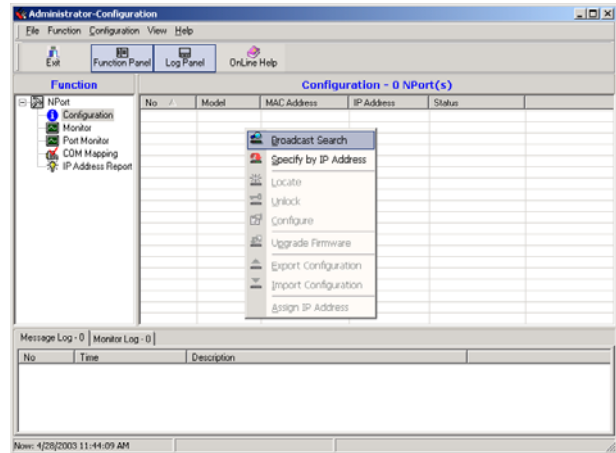 Administrator-Configuration
File Function Configuration View Help
Exit Function Panel Log Panel OnLine Help
Function
Configuration - 0 NPort(s)
NPort
Configuration
Monitor
Port Monitor
COM Mapping
IP Address Report
No Model MAC Address IP Address Status
Broadcast Search
Specify by IP Address
Locate
Unlock
Configure
Upgrade Firmware
Export Configuration
Import Configuration
Assign IP Address
Message Log - 0 Monitor Log - 0
No Time Description
Now: 4/28/2003 11:44:09 AM